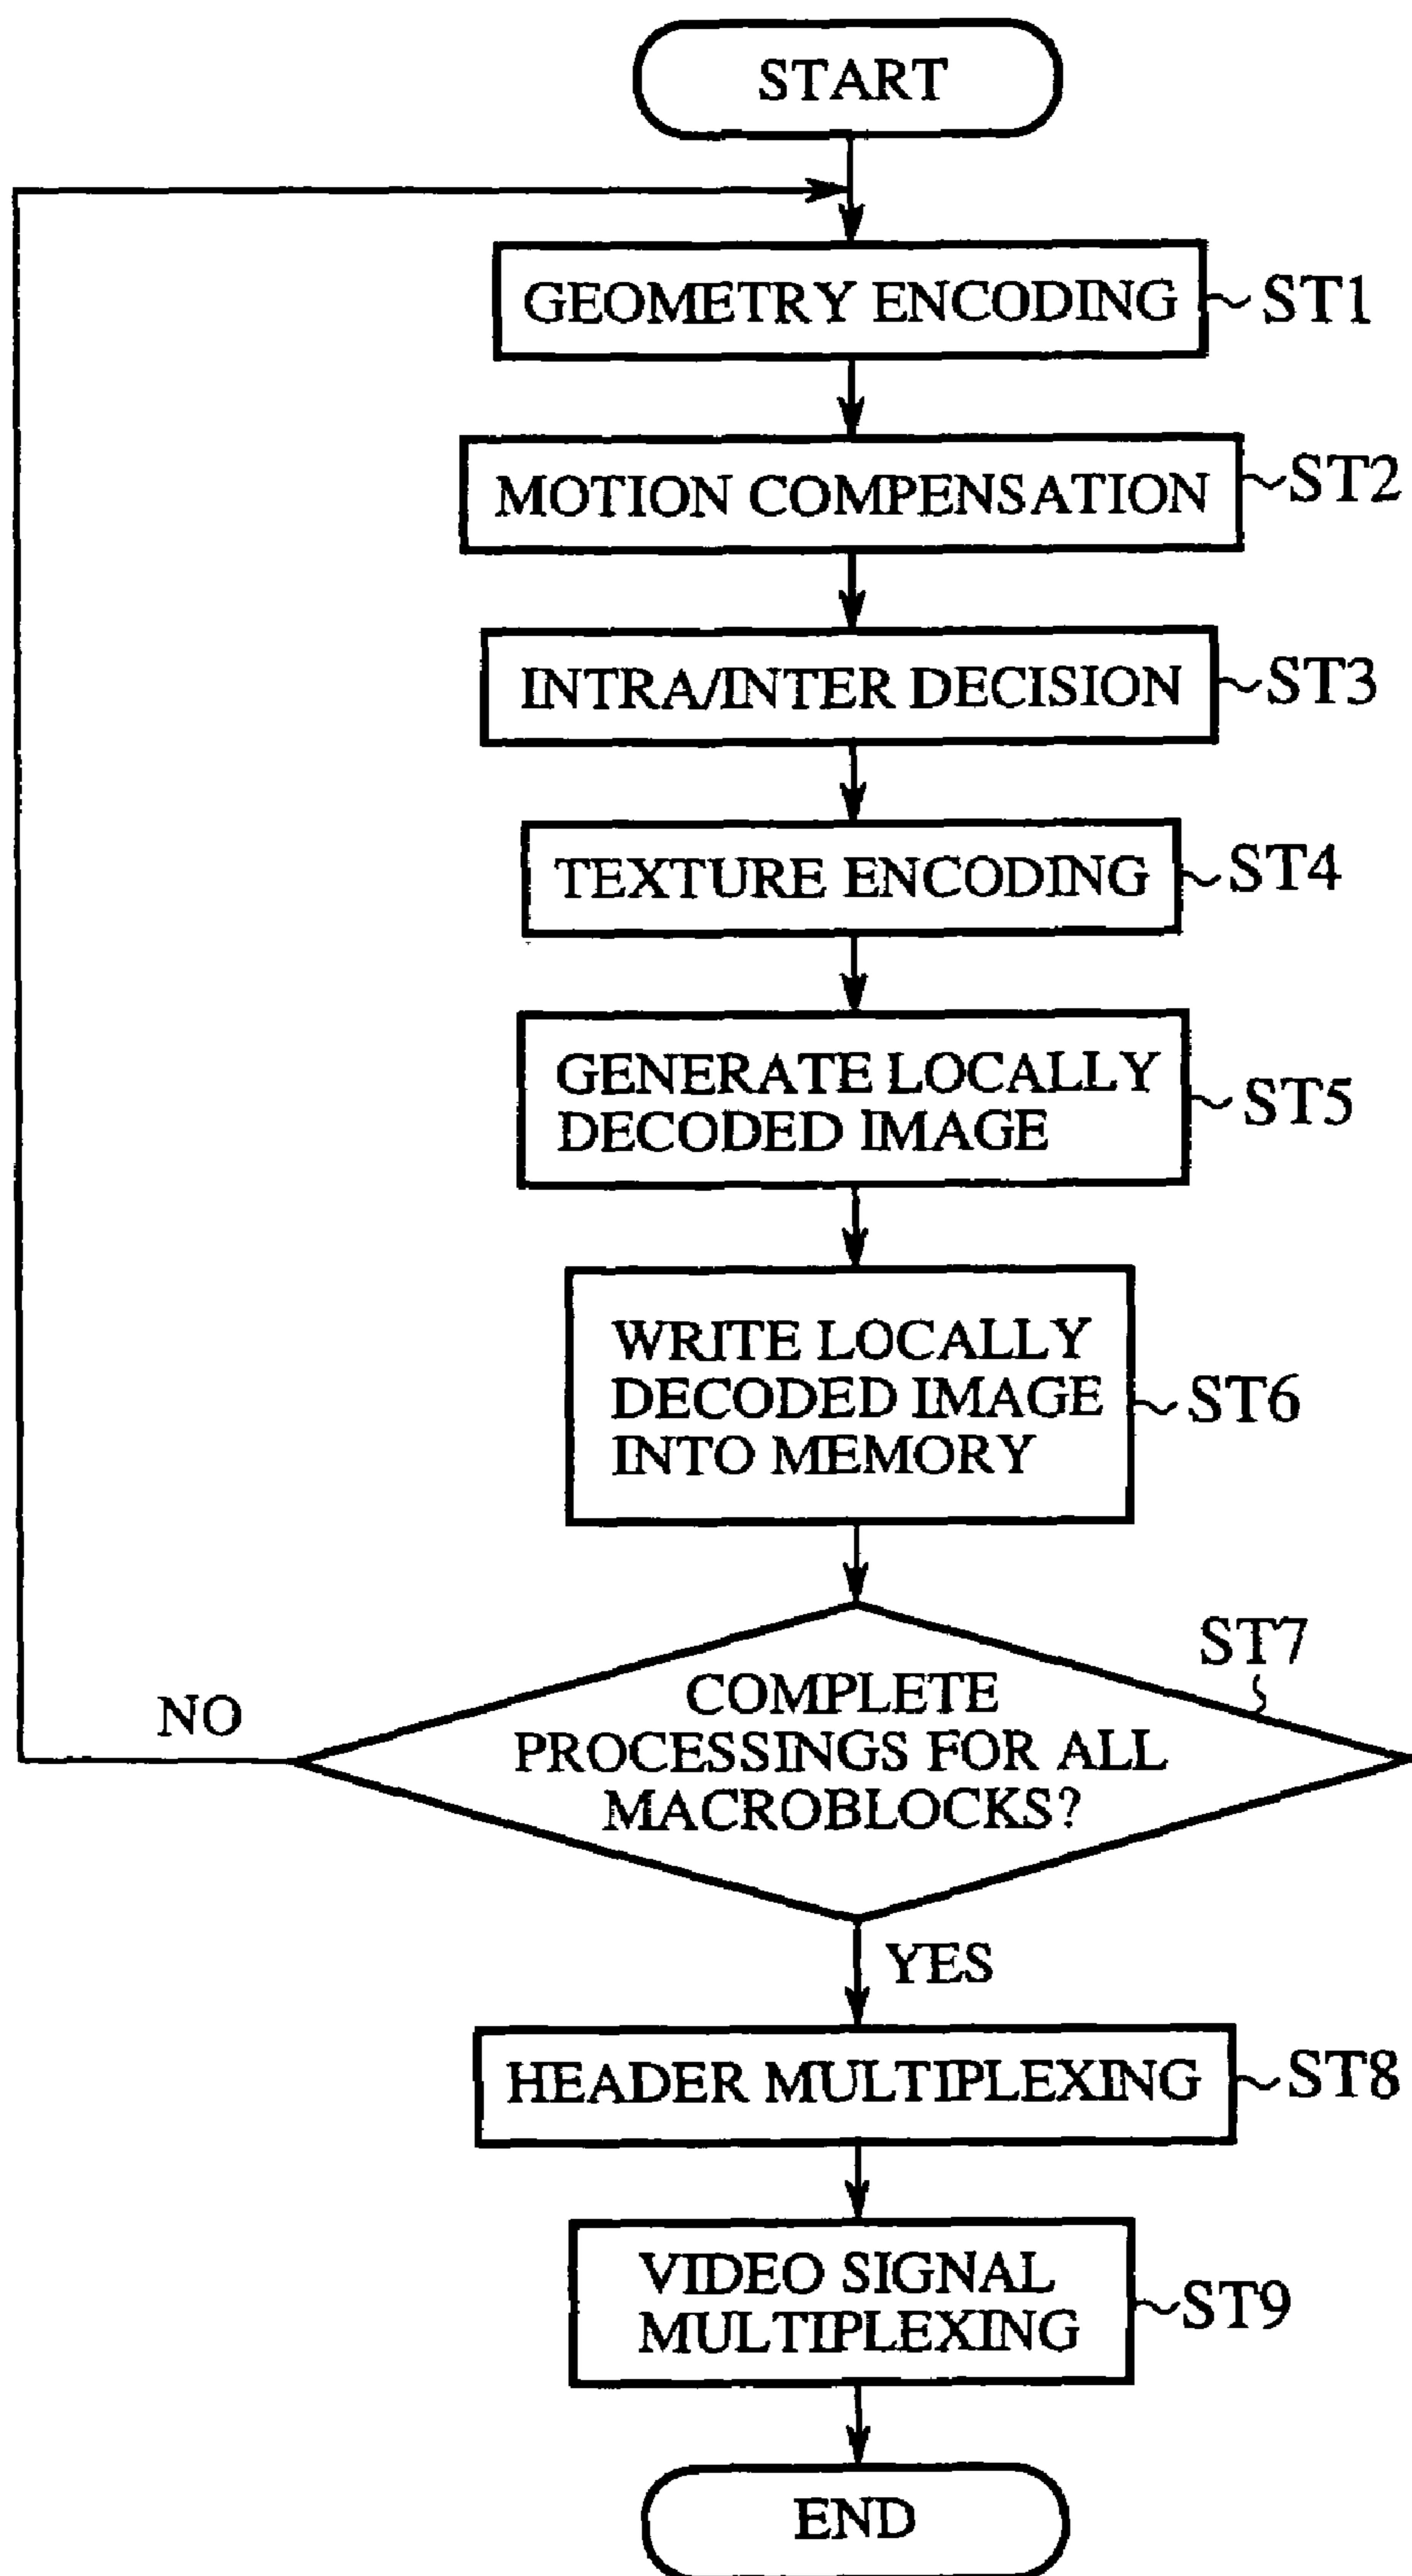 START
GEOMETRY ENCODING
ST1
MOTION COMPENSATION
ST2
INTRA/INTER DECISION
ST3
TEXTURE ENCODING
ST4
GENERATE LOCALLY
DECODED IMAGE
ST5
WRITE LOCALLY
DECODED IMAGE
INTO MEMORY
ST6
ST7
COMPLETE
PROCESSINGS FOR ALL
MACROBLOCKS?
NO
YES
HEADER MULTIPLEXING
ST8
VIDEO SIGNAL
MULTIPLEXING
ST9
END